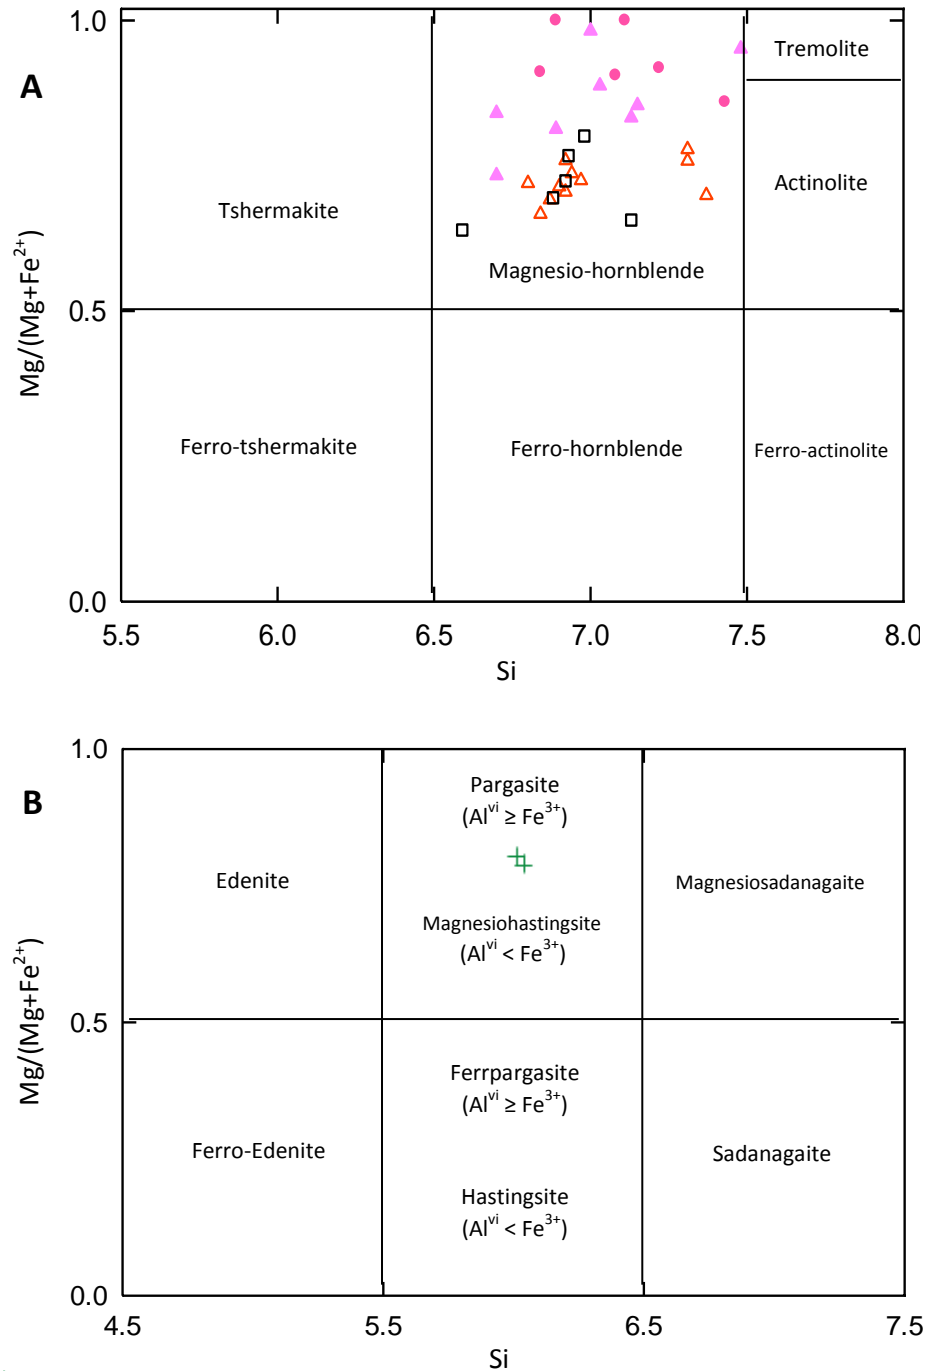 A
1.0
Tremolite
Actinolite
Tshermakite
Magnesio-hornblende
Mg/(Mg+Fe²⁺)
0.5
Ferro-tshermakite
Ferro-hornblende
Ferro-actinolite
0.0
5.5 6.0 6.5 7.0 7.5 8.0
Si
B
1.0
Pargasite
(Alᵛⁱ ≥ Fe³⁺)
Edenite
Magnesiosadanagaite
Magnesiohastingsite
(Alᵛⁱ < Fe³⁺)
Mg/(Mg+Fe²⁺)
0.5
Ferrpargasite
(Alᵛⁱ ≥ Fe³⁺)
Ferro-Edenite
Sadanagaite
Hastingsite
(Alᵛⁱ < Fe³⁺)
0.0
4.5 5.5 6.5 7.5
Si